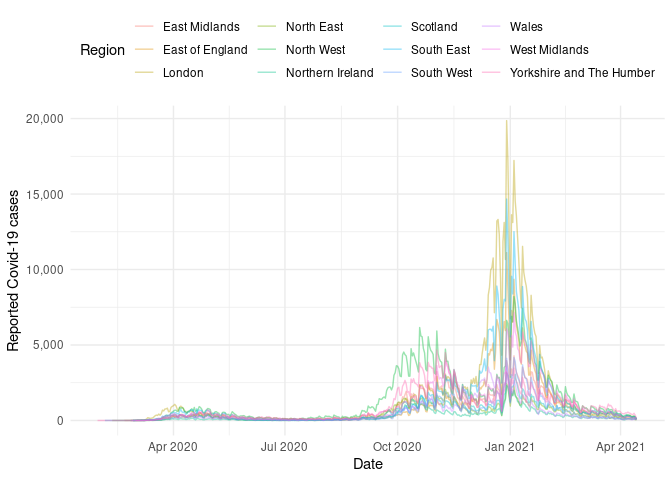 East Midlands North East Scotland Wales
Region East of England North West South East West Midlands
London Northern Ireland South West Yorkshire and The Humber
20,000
15,000
10,000
5,000
0
Reported Covid-19 cases
Apr 2020 Jul 2020 Oct 2020 Jan 2021 Apr 2021
Date